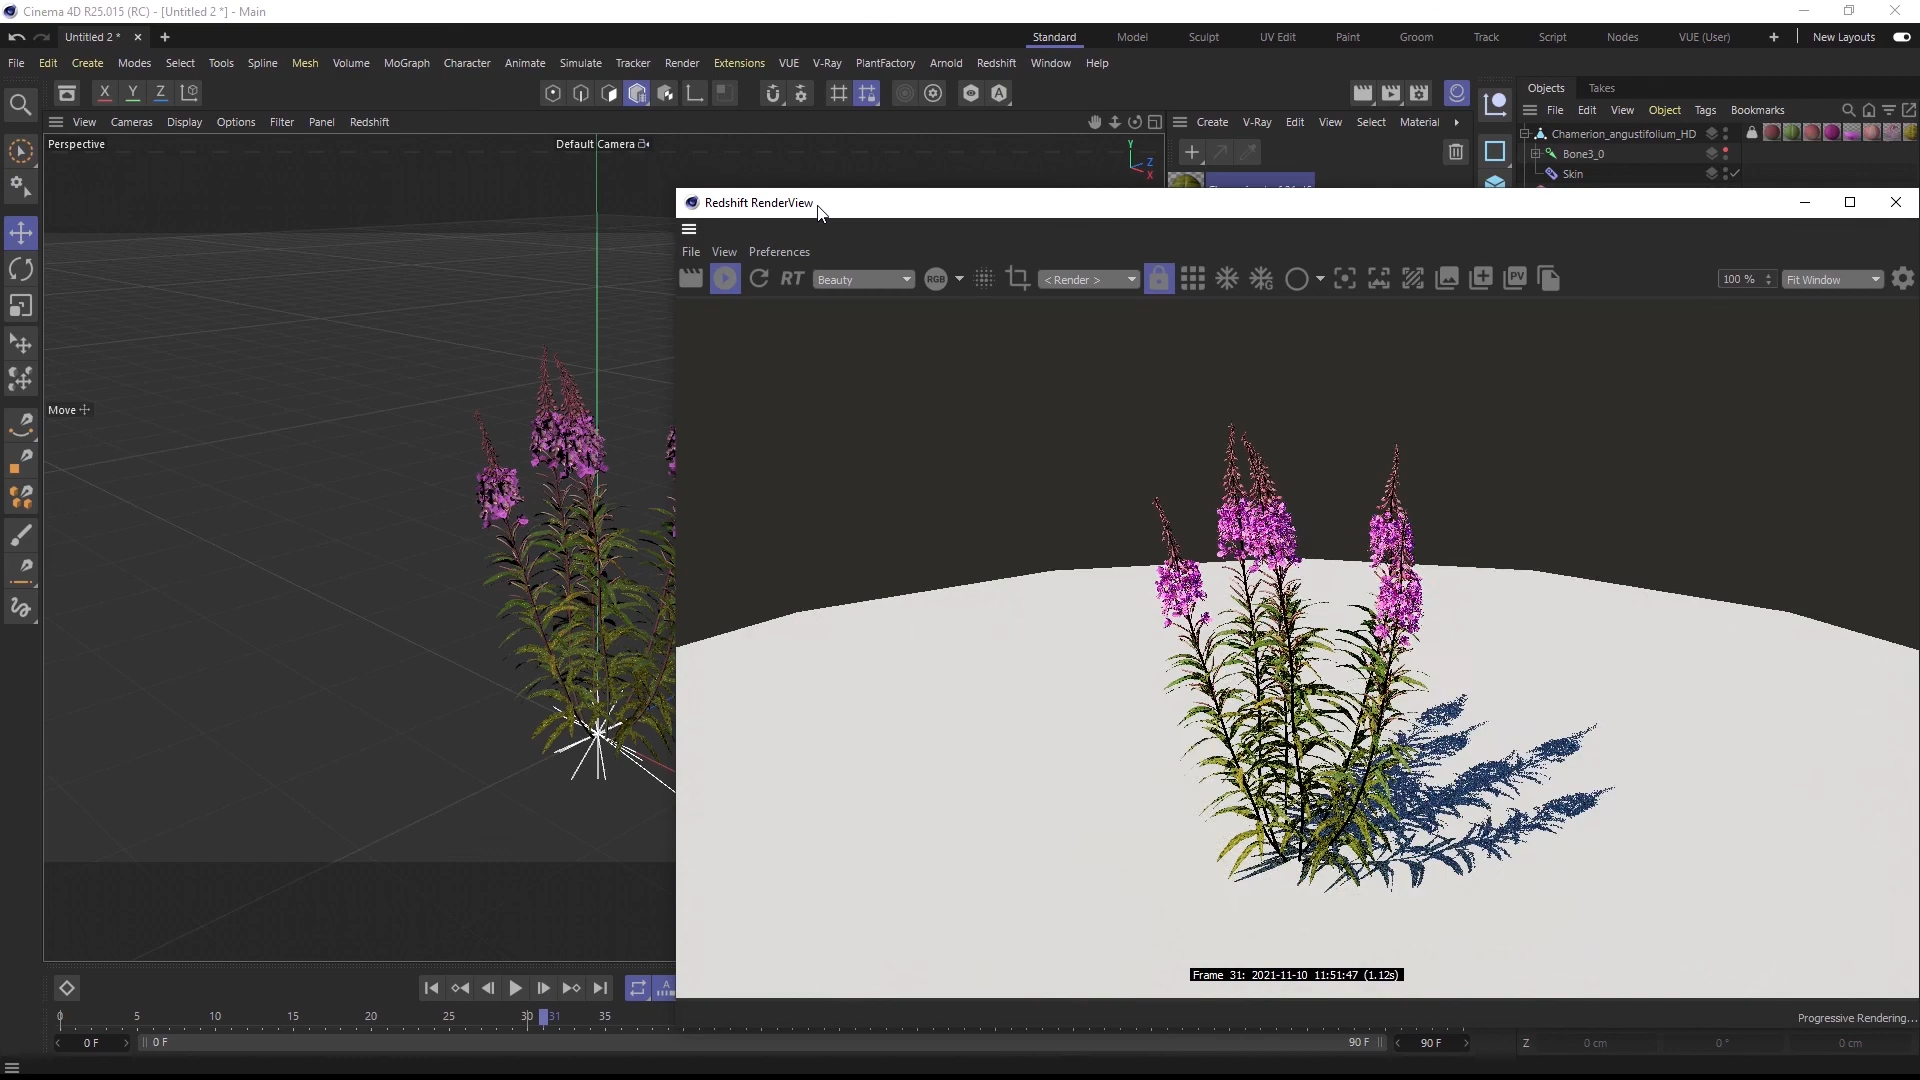 Cinema 4D R25.015 (RC) - [Untitled 2 *] - Main
Untitled 2 *
Standard Model Sculpt UV Edit Paint Groom Track Script Nodes VUE (User) New Layouts
File Edit Create Modes Select Tools Spline Mesh Volume MoGraph Character Animate Simulate Tracker Render Extensions VUE V-Ray PlantFactory Arnold Redshift Window Help
X Y Z
Objects Takes
File Edit View Object Tags Bookmarks
View Cameras Display Options Filter Panel Redshift
Create V-Ray Edit View Select Material
Chamerion_angustifolium_HD
Bone3_0
Skin
Perspective
Default Camera
Y
Z
X
Move
Redshift RenderView
File View Preferences
RT Beauty RGB < Render > PV 100 % Fit Window
Frame 31: 2021-11-10 11:51:47 (1.12s)
Progressive Rendering...
0 5 10 15 20 25 30 31 35
0 F 0 F 90 F 90 F
Z 0 cm 0 ° 0 cm